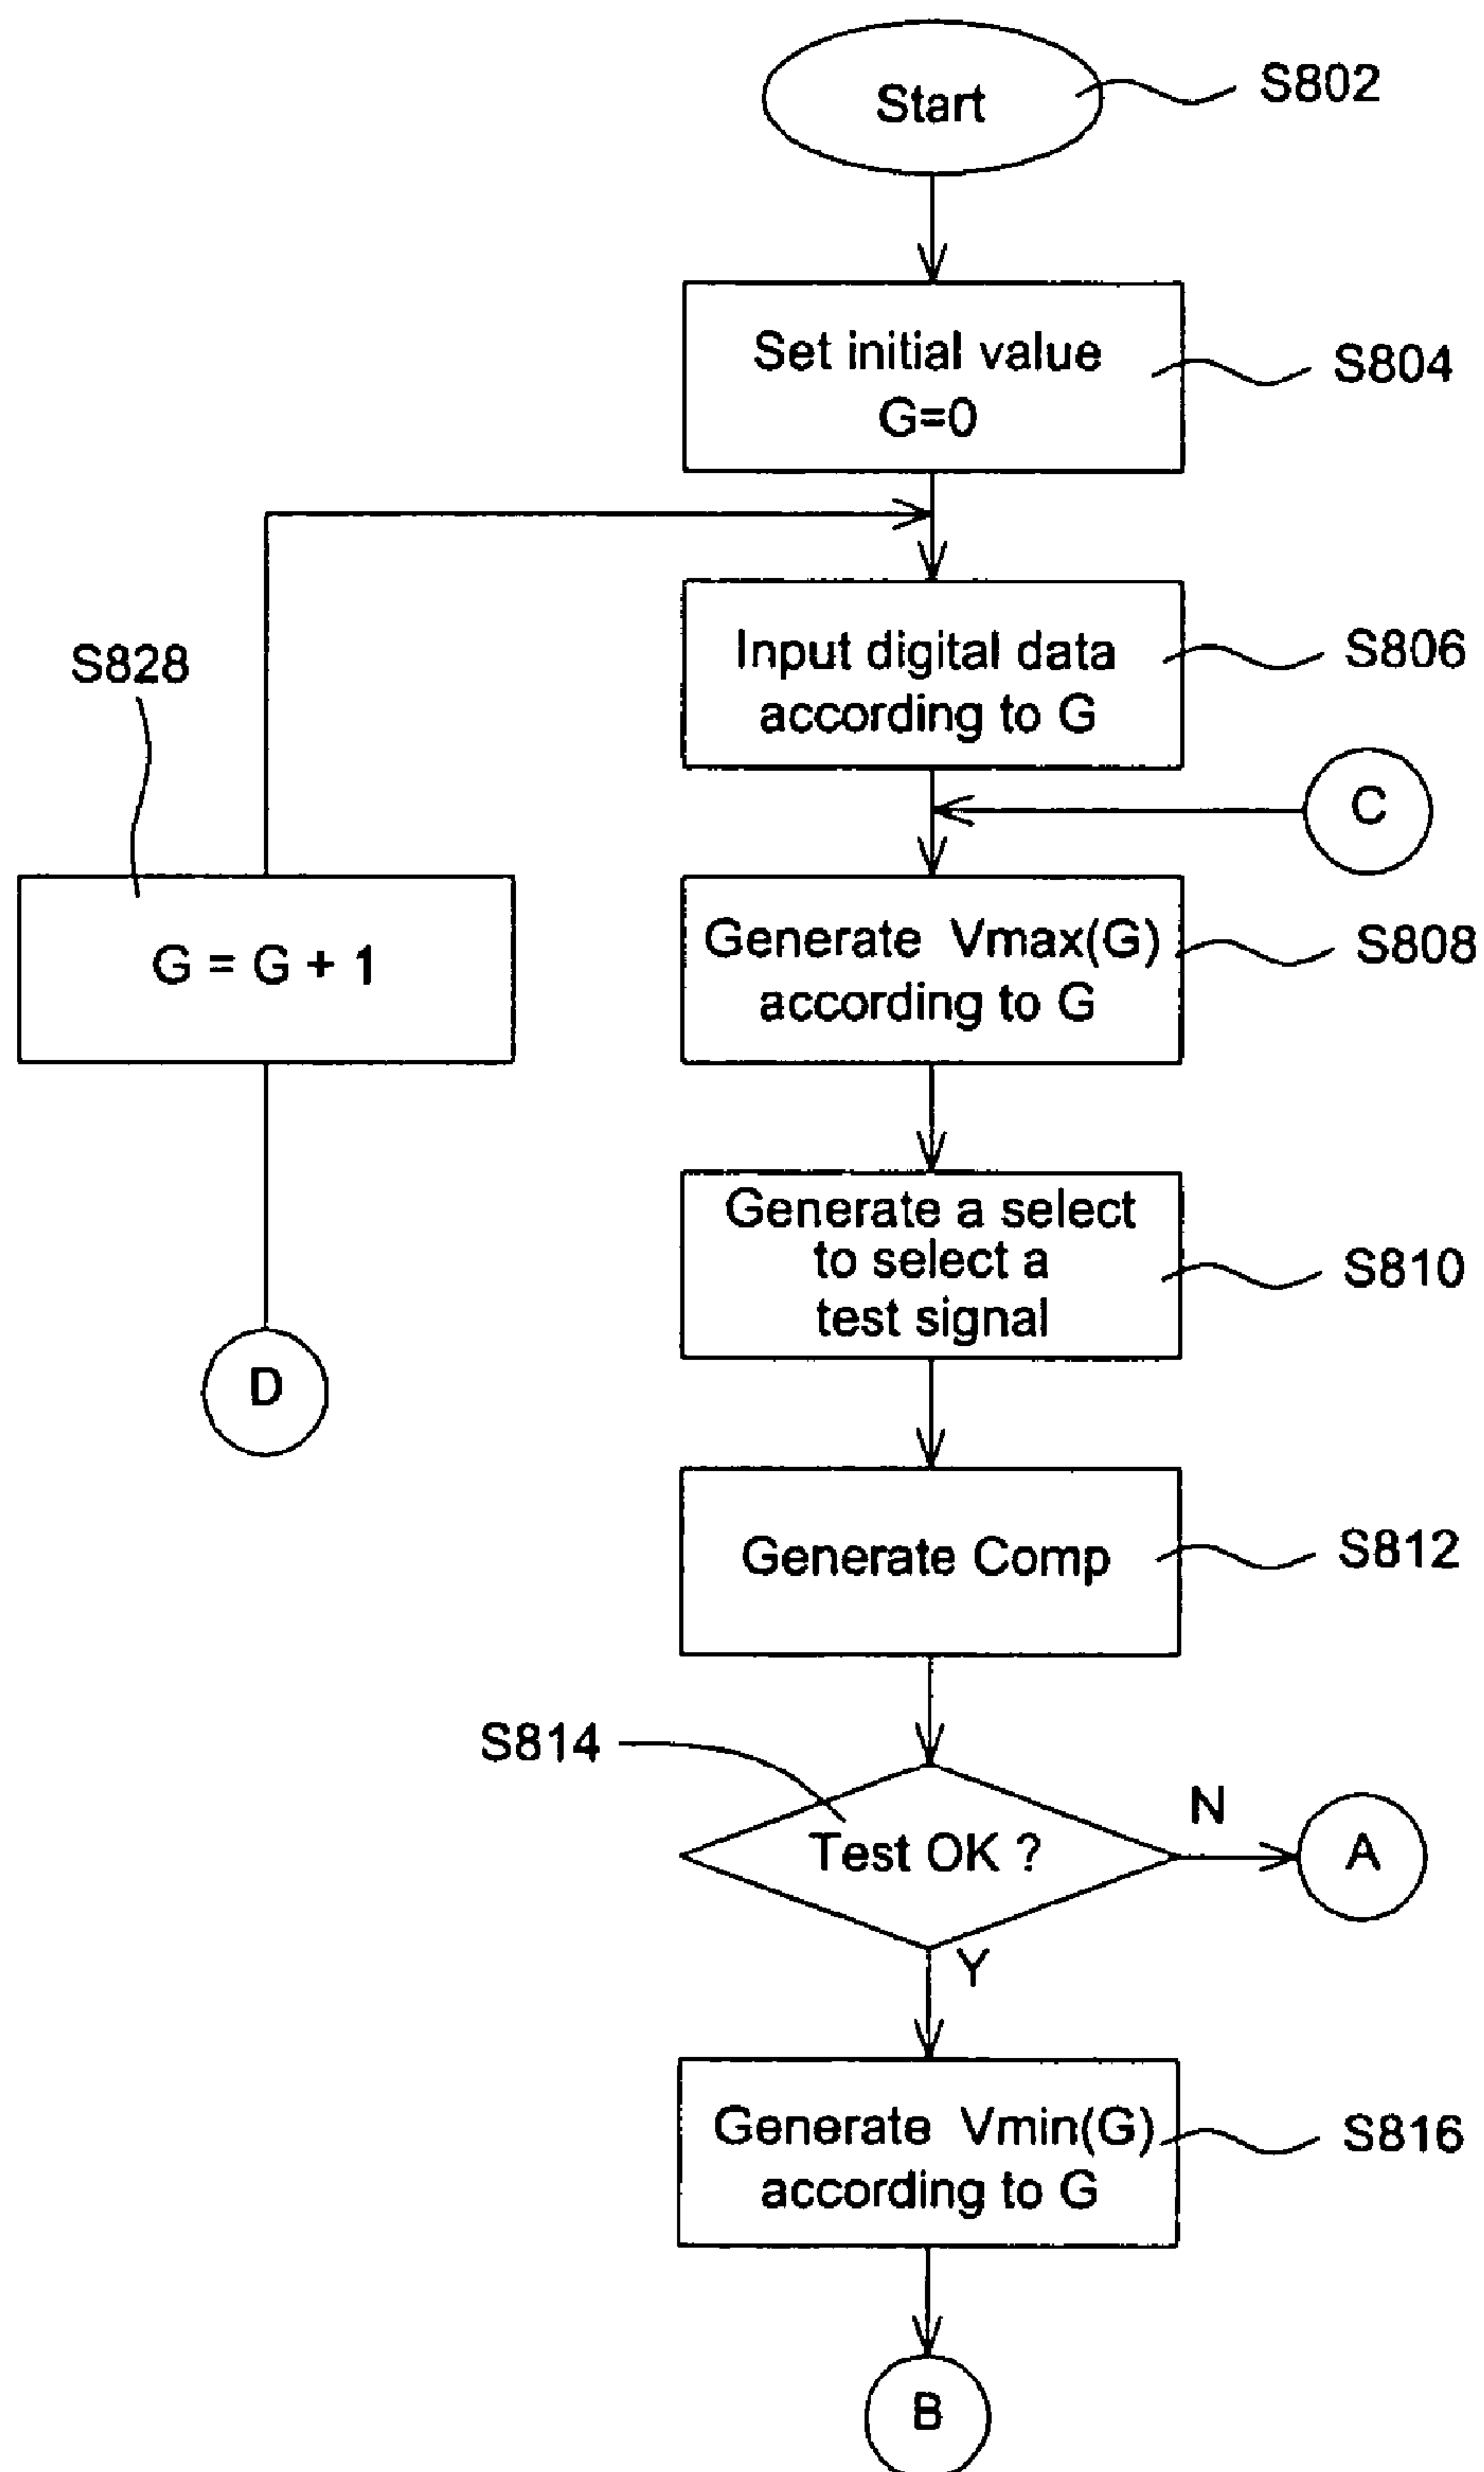 Start
S802
Set initial value
G=0
S804
Input digital data
according to G
S806
S828
C
Generate Vmax(G)
according to G
S808
G = G + 1
Generate a select
to select a
test signal
S810
D
Generate Comp
S812
S814
Test OK ?
N
A
Y
Generate Vmin(G)
according to G
S816
B